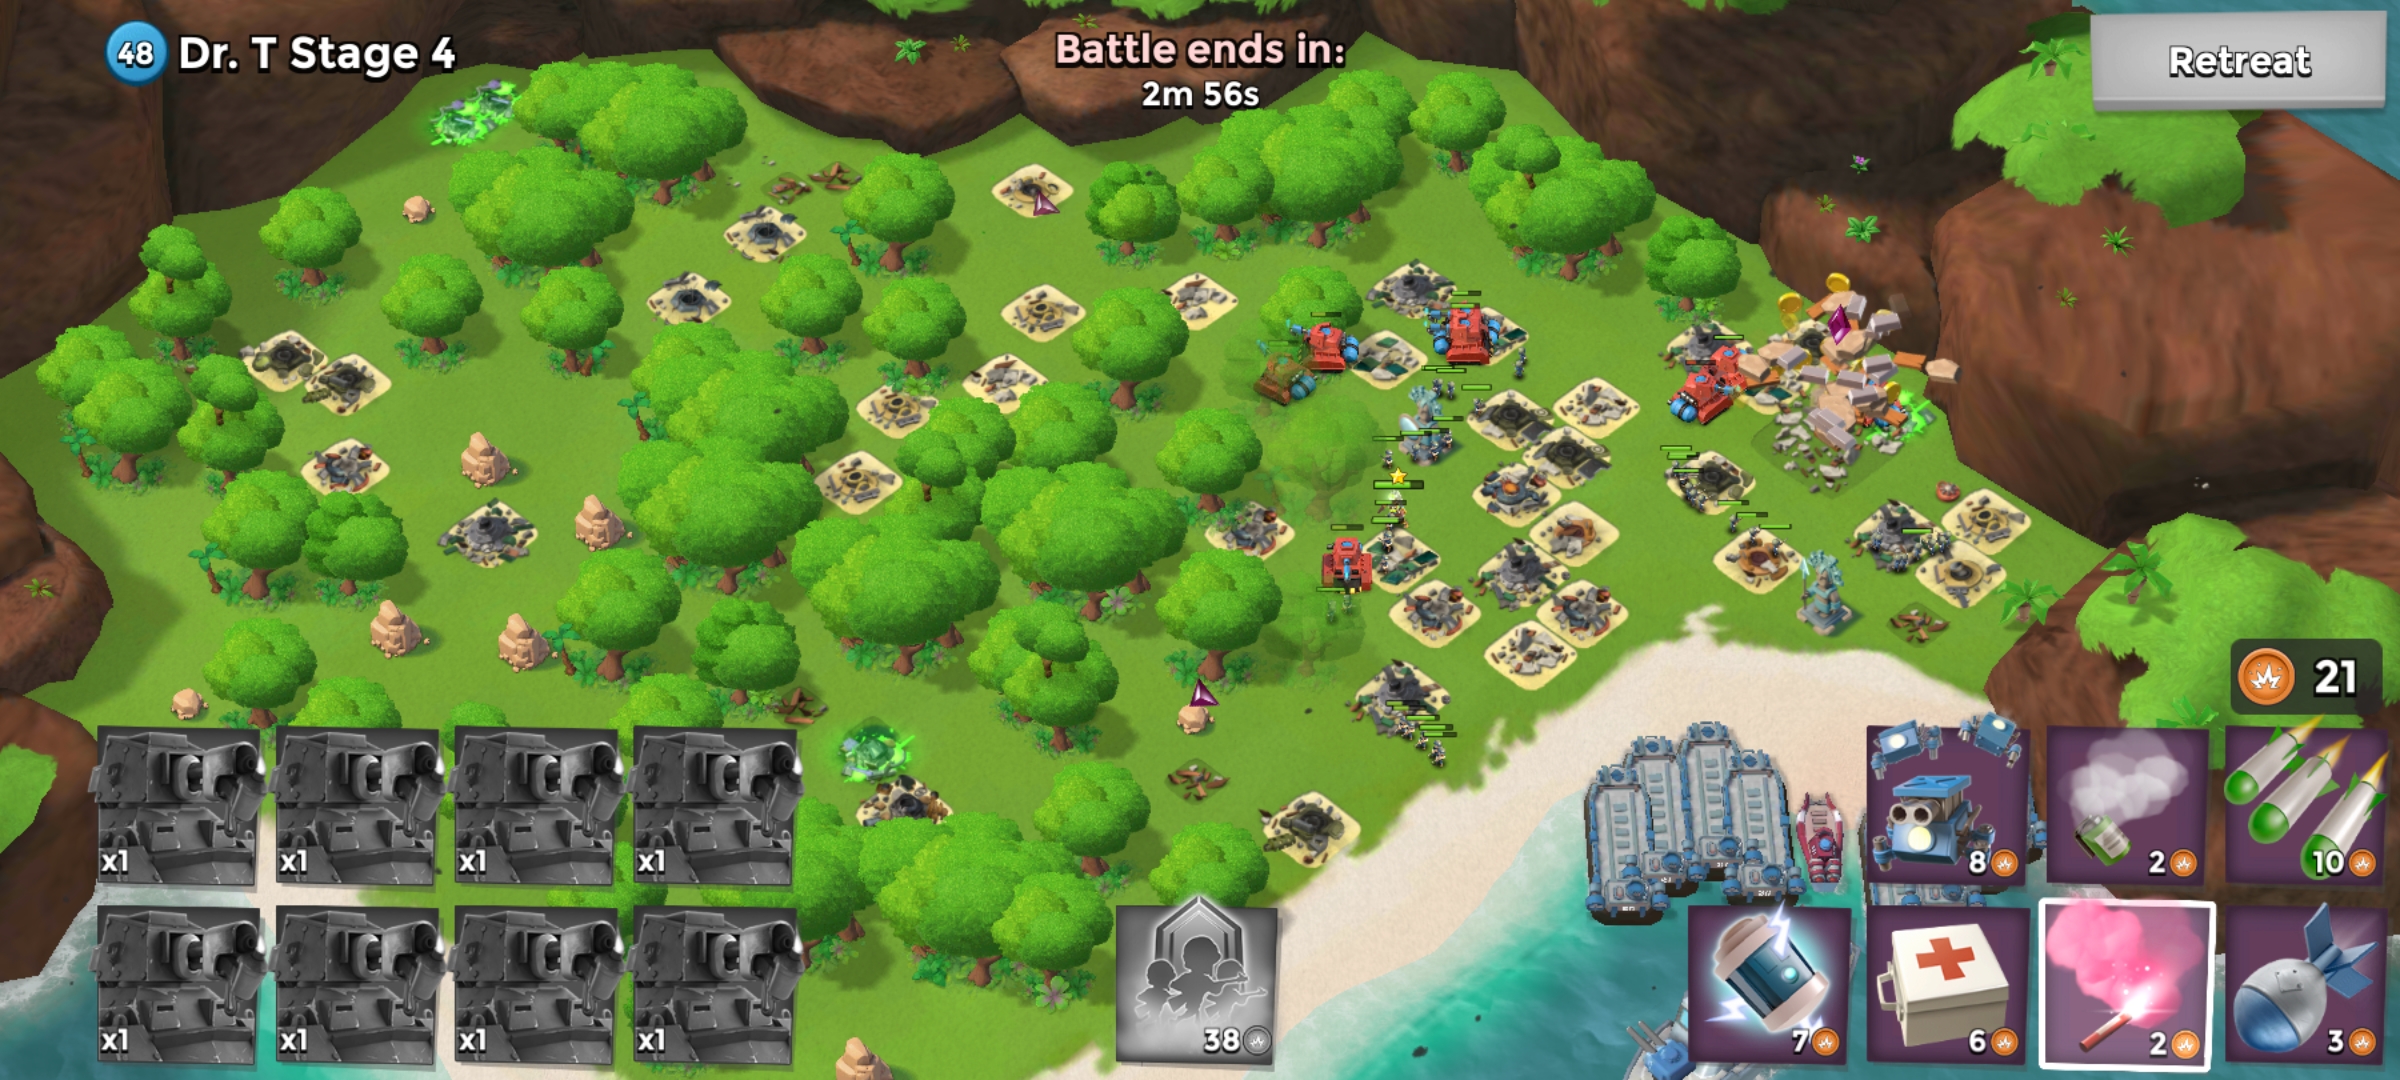 48 Dr. T Stage 4
Battle ends in:
2m 56s
Retreat
21
x1 x1 x1 x1
8 2 10
x1 x1 x1 x1
38 7 6 2 3